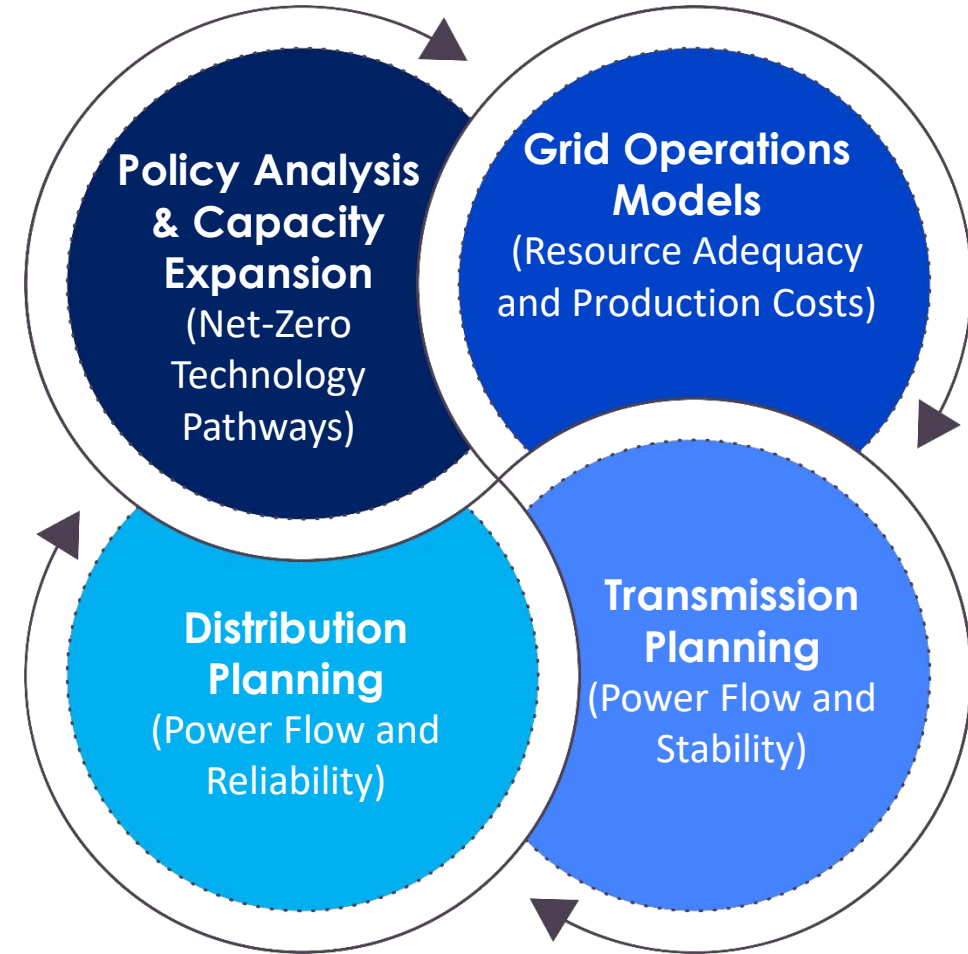 Policy Analysis
& Capacity
Expansion
(Net-Zero
Technology
Pathways)
Grid Operations
Models
(Resource Adequacy
and Production Costs)
Distribution
Planning
(Power Flow and
Reliability)
Transmission
Planning
(Power Flow and
Stability)